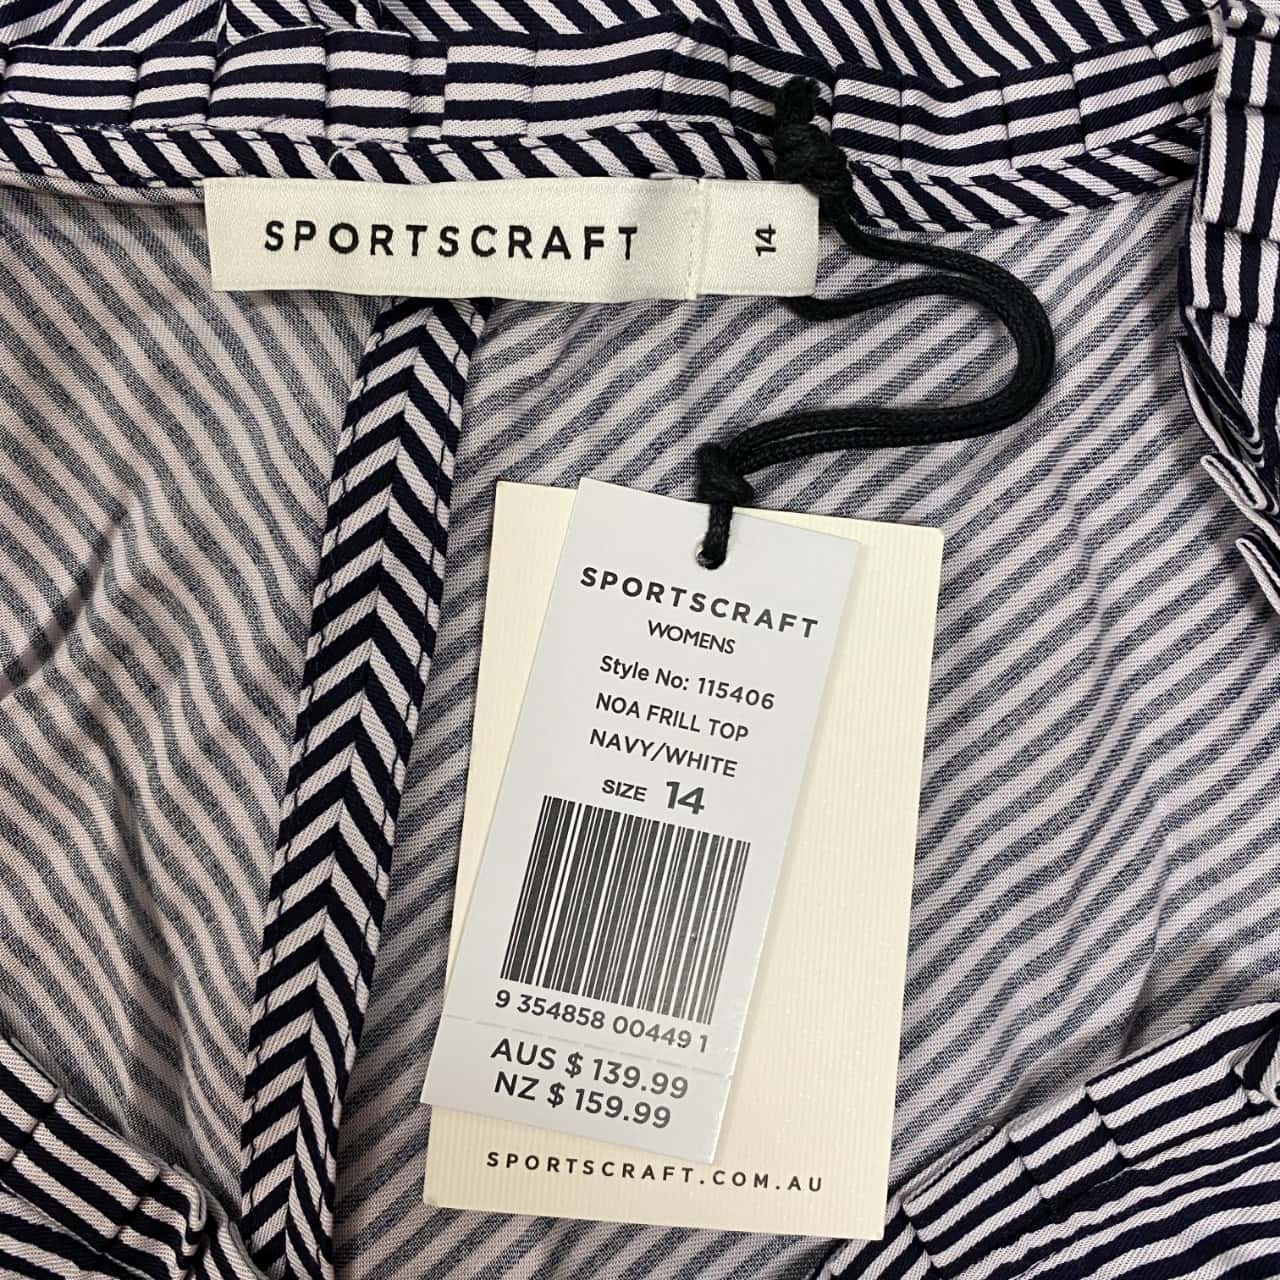 SPORTSCRAFT
14
SPORTSCRAFT
WOMENS
Style No: 115406
NOA FRILL TOP
NAVY/WHITE
SIZE 14
9 354858 00449 1
AUS $ 139.99
NZ $ 159.99
SPORTSCRAFT.COM.AU